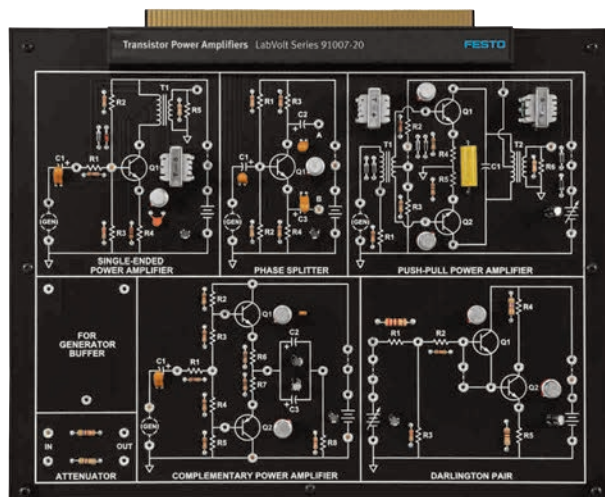 Transistor Power Amplifiers LabVolt Series 91007-20
FESTO
T1
R2
R5
C1
R1
Q1
GEN
R3
R4
SINGLE-ENDED
POWER AMPLIFIER
R1
R3
C2
A
C1
Q1
B
C3
GEN
R2
R4
PHASE SPLITTER
Q1
R2
T1
R4
T2
R5
C1
R6
R3
Q2
R1
PUSH-PULL POWER AMPLIFIER
FOR
GENERATOR
BUFFER
IN
OUT
ATTENUATOR
R2
Q1
R3
C2
C1
R1
R6
R7
R4
C3
GEN
Q2
R5
R8
COMPLEMENTARY POWER AMPLIFIER
R4
R1
R2
Q1
Q2
R3
R5
DARLINGTON PAIR